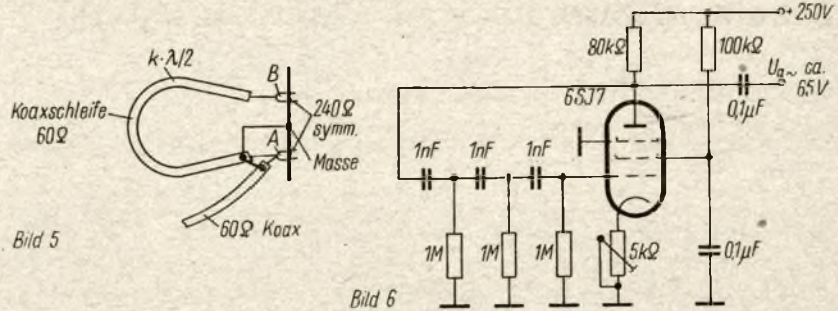 k·λ/2
Koaxschleife
60Ω
B
A
240Ω
symm.
Masse
60Ω Koax
Bild 5
+250V
80kΩ
100kΩ
6SJ7
Ua~ ca.
65V
0,1µF
1nF
1nF
1nF
1M
1M
1M
5kΩ
0,1µF
Bild 6